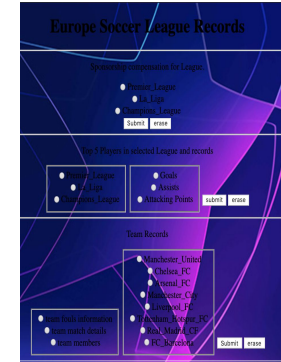 Europe Soccer League Records
Sponsorship compensation for League.
Premier_League
La_Liga
Champions_League
Submit erase
Top 5 Players in selected League and records
Premier_League
La_Liga
Champions_League
Goals
Assists
Attacking Points
submit erase
Team Records
team basic information
team match details
team members
Manchester_United
Chelsea_FC
Arsenal_FC
Manchester_City
Liverpool_FC
Tottenham_Hotspur_FC
Real_Madrid_CF
FC_Barcelona
Submit erase